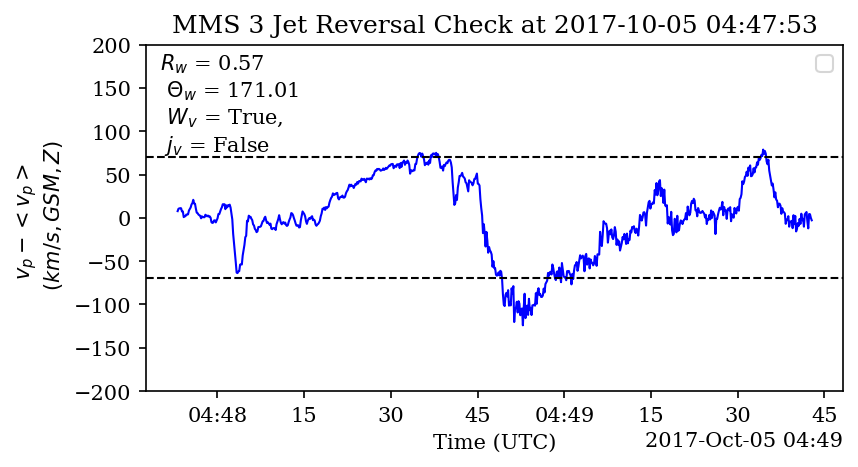 MMS 3 Jet Reversal Check at 2017-10-05 04:47:53
R_w = 0.57
Θ_w = 171.01
W_v = True,
j_v = False
v_p − < v_p >
(km/s, GSM, Z)
200
150
100
50
0
−50
−100
−150
−200
04:48 15 30 45 04:49 15 30 45
Time (UTC)
2017-Oct-05 04:49